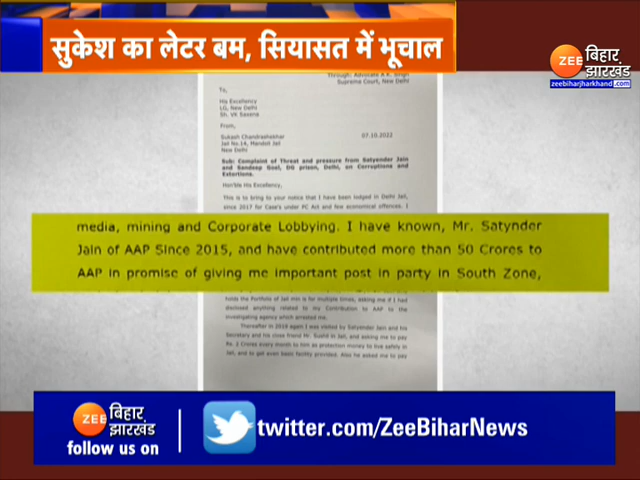 सुकेश का लेटर बम, सियासत में भूचाल
ZEE बिहार झारखंड
zeebiharjharkhand.com
Through: Advocate A.K. Singh
Supreme Court, New Delhi
To,
His Excellency
LG, New Delhi
Sh. VK Saxena
From,
Sukash Chandrashekhar
07.10.2022
Jail No.14, Mandoli Jail
New Delhi
Sub: Complaint of Threat and pressure from Satyender Jain
and Sandeep Goel, DG prizon, Delhi, on Corruptions and
Extortions.
Hon'ble His Excellency,
This is to bring to your notice that I have been lodged in Delhi Jail,
since 2017 for Case's under PC Act and few economical offences. I
media, mining and Corporate Lobbying. I have known, Mr. Satynder
Jain of AAP Since 2015, and have contributed more than 50 Crores to
AAP in promise of giving me important post in party in South Zone,
holds the Portfolio of Jail min is for multiple times, asking me if I had
dismised anything related to my Contribution to AAP to the
investigating agency which arrested me.
Thereafter in 2019 again I was visited by Satyender Jain and his
Secretary and his close friend Mr. Sushil in Jail, and asking me to pay
Rs. 2 Crores every month to him as protection money to live safely in
Jail, and to get even basic facility provided. Also he asked me to pay
ZEE बिहार झारखंड
follow us on
twitter.com/ZeeBiharNews